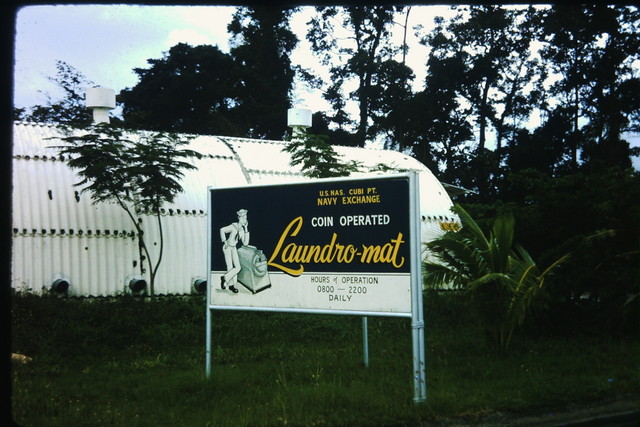 U.S. NAS. CUBI PT.
NAVY EXCHANGE
COIN OPERATED
Laundro-mat
HOURS of OPERATION
0800 — 2200
DAILY